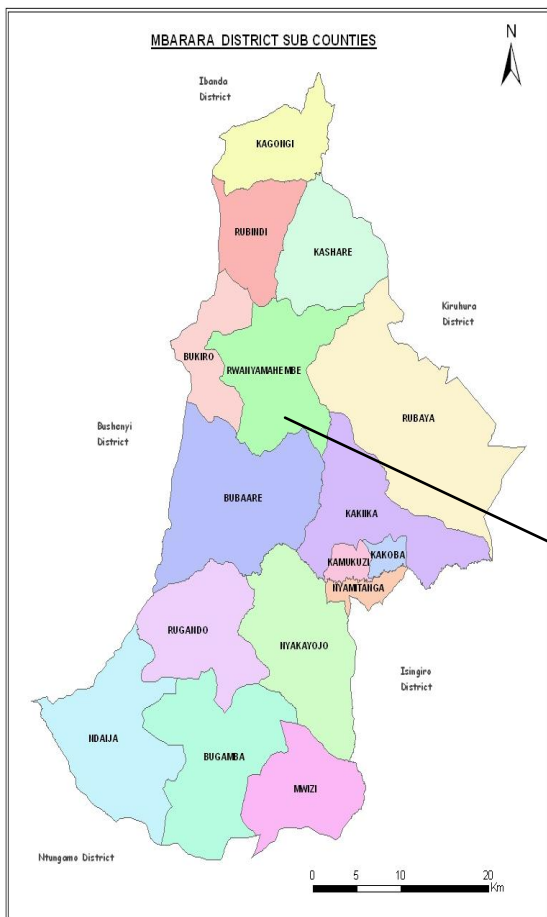 MBARARA DISTRICT SUB COUNTIES
N
Ibanda
District
KAGONGI
RUBINDI
KASHARE
Kiruhura
District
BUKIRO
RWANYAMAHEMBE
RUBAYA
Bushenyi
District
BUBAARE
KAKIIKA
KAMUKUZI
KAKOBA
NYAMITANGA
RUGANDO
NYAKAYOJO
Isingiro
District
NDAIJA
BUGAMBA
MWIZI
Ntungamo District
0 5 10 20
Km